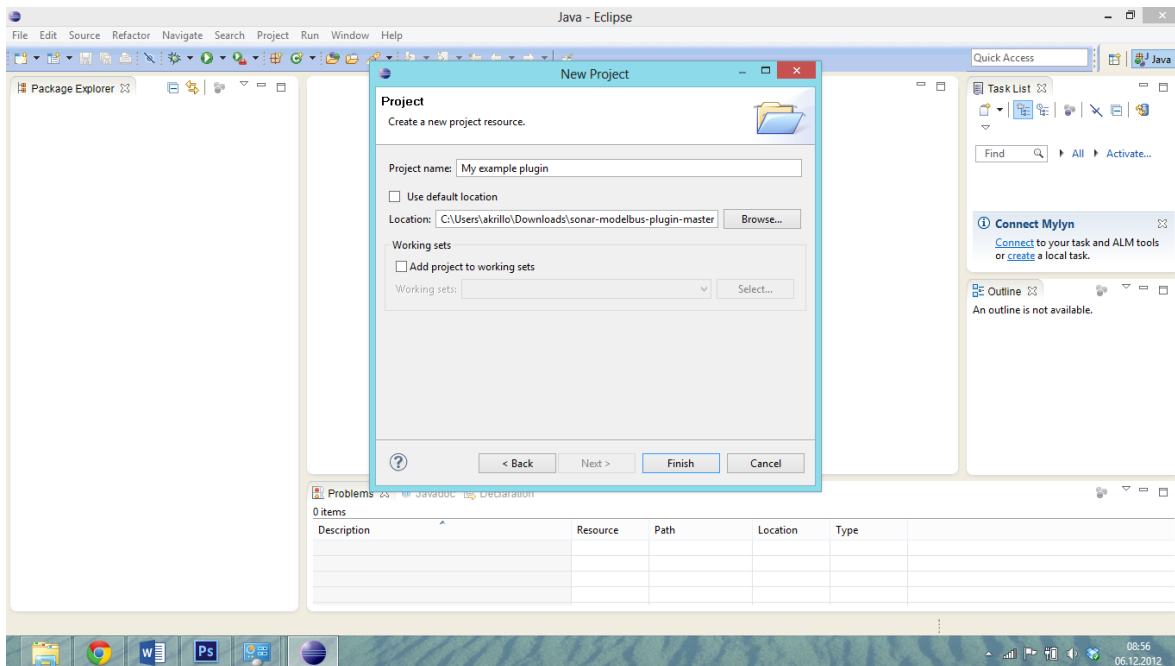 Java - Eclipse
File Edit Source Refactor Navigate Search Project Run Window Help
Quick Access
Java
Package Explorer
New Project
Project
Create a new project resource.
Project name: My example plugin
Use default location
Location: C:\Users\akrillo\Downloads\sonar-modelbus-plugin-master Browse...
Working sets
Add project to working sets
Working sets: Select...
? < Back Next > Finish Cancel
Task List
Find All Activate...
Connect Mylyn
Connect to your task and ALM tools
or create a local task.
Outline
An outline is not available.
Problems Javadoc Declaration
0 items
Description Resource Path Location Type
W Ps
08:56
06.12.2012